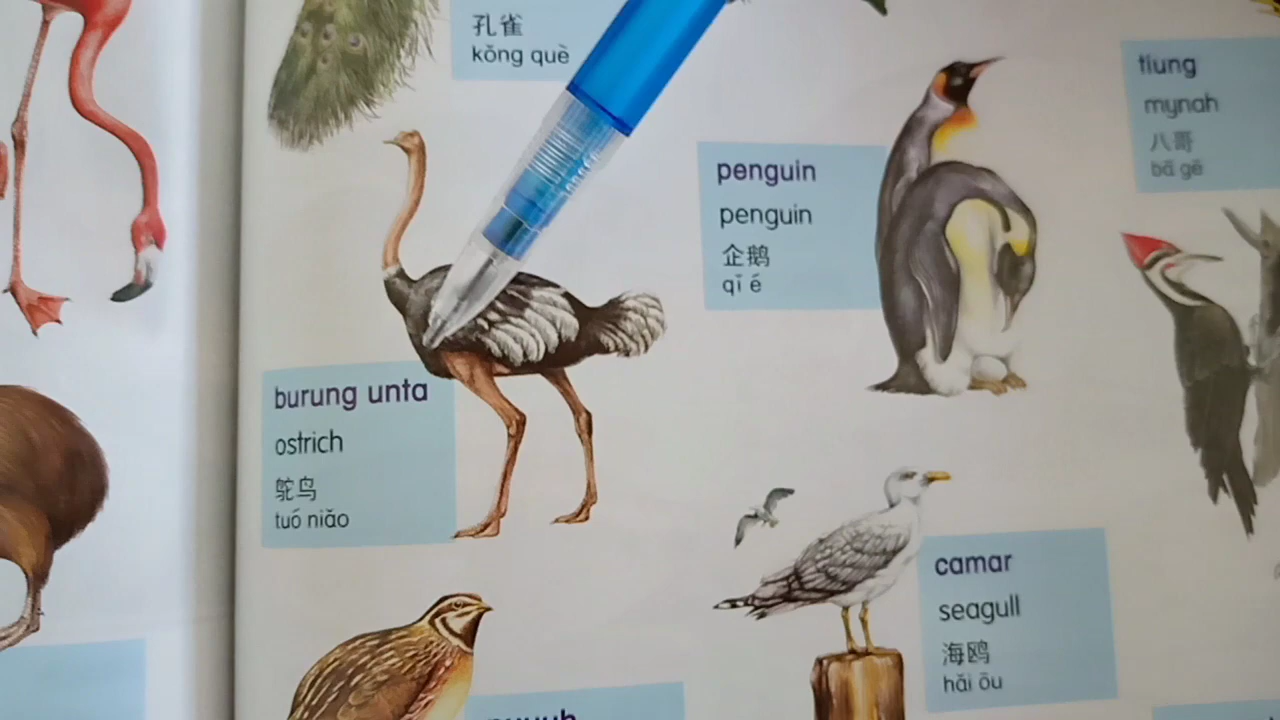 孔雀
kǒng què
tiung
mynah
八哥
bā gē
penguin
penguin
企鹅
qǐ é
burung unta
ostrich
鸵鸟
tuó niǎo
camar
seagull
海鸥
hǎi ōu